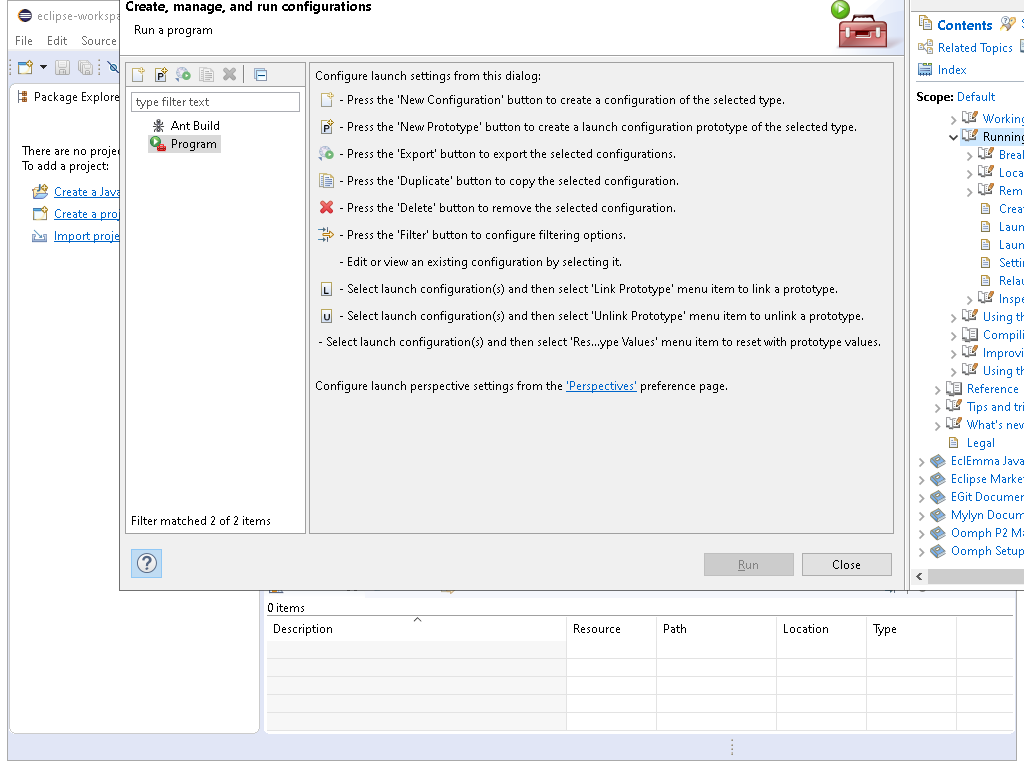 eclipse-workspa
File Edit Source
Package Explore
There are no proje
To add a project:
Create a Java
Create a proj
Import proje
Create, manage, and run configurations
Run a program
type filter text
Ant Build
Program
Filter matched 2 of 2 items
Configure launch settings from this dialog:
- Press the 'New Configuration' button to create a configuration of the selected type.
- Press the 'New Prototype' button to create a launch configuration prototype of the selected type.
- Press the 'Export' button to export the selected configurations.
- Press the 'Duplicate' button to copy the selected configuration.
- Press the 'Delete' button to remove the selected configuration.
- Press the 'Filter' button to configure filtering options.
- Edit or view an existing configuration by selecting it.
L - Select launch configuration(s) and then select 'Link Prototype' menu item to link a prototype.
U - Select launch configuration(s) and then select 'Unlink Prototype' menu item to unlink a prototype.
- Select launch configuration(s) and then select 'Res...ype Values' menu item to reset with prototype values.
Configure launch perspective settings from the 'Perspectives' preference page.
Run Close
Contents
Related Topics
Index
Scope: Default
Working
Running
Brea
Loca
Rem
Crea
Laun
Laun
Setti
Relau
Inspe
Using th
Compili
Improvi
Using th
Reference
Tips and tri
What's new
Legal
EclEmma Java
Eclipse Marke
EGit Documen
Mylyn Docum
Oomph P2 Ma
Oomph Setup
0 items
Description Resource Path Location Type